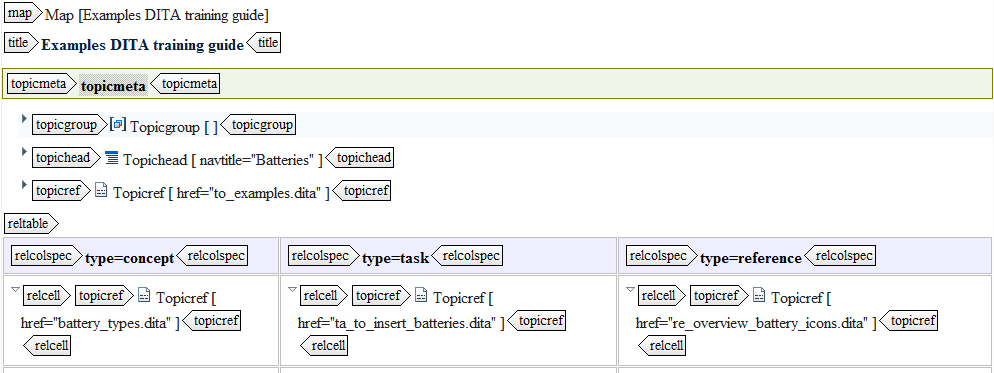 map Map [Examples DITA training guide]
title Examples DITA training guide title
topicmeta topicmeta topicmeta
topicgroup Topicgroup [ ] topicgroup
topichead Topichead [ navtitle="Batteries" ] topichead
topicref Topicref [ href="to_examples.dita" ] topicref
reltable
relcolspec type=concept relcolspec relcolspec type=task relcolspec relcolspec type=reference relcolspec
relcell topicref Topicref [
href="battery_types.dita" ] topicref
relcell
relcell topicref Topicref [
href="ta_to_insert_batteries.dita" ] topicref
relcell
relcell topicref Topicref [
href="re_overview_battery_icons.dita" ] topicref
relcell